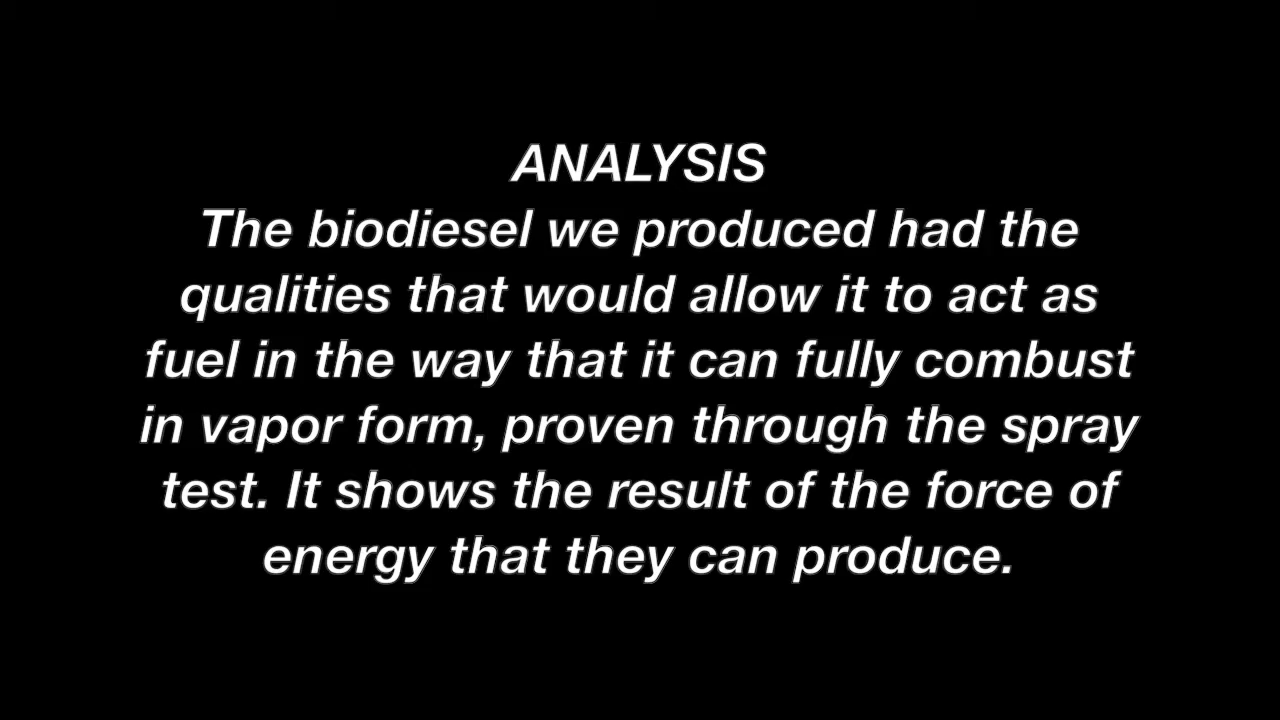 ANALYSIS
The biodiesel we produced had the
qualities that would allow it to act as
fuel in the way that it can fully combust
in vapor form, proven through the spray
test. It shows the result of the force of
energy that they can produce.